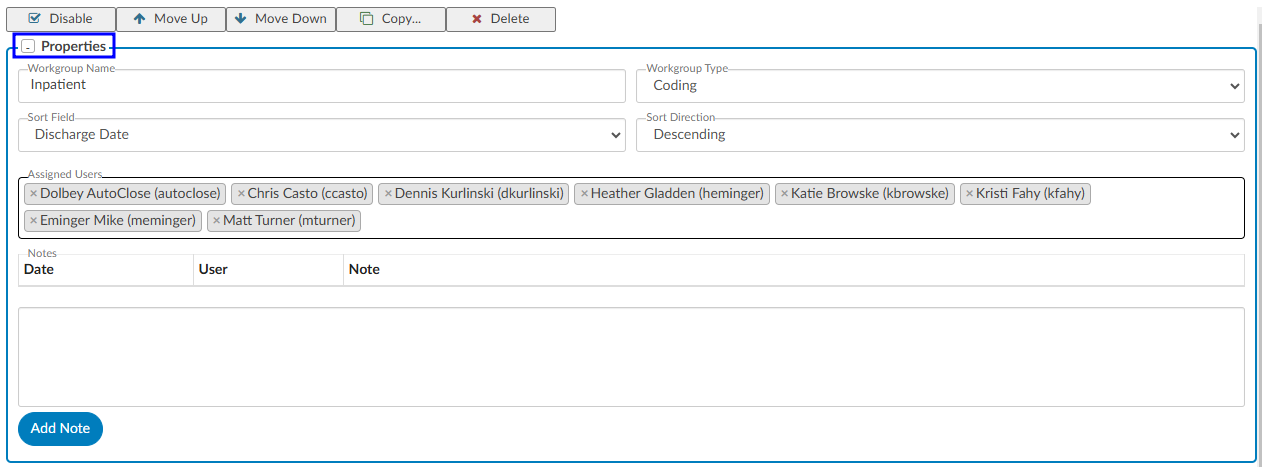 Disable Move Up Move Down Copy... Delete
- Properties
Workgroup Name Workgroup Type
Inpatient Coding
Sort Field Sort Direction
Discharge Date Descending
Assigned Users
× Dolbey AutoClose (autoclose) × Chris Casto (ccasto) × Dennis Kurlinski (dkurlinski) × Heather Gladden (heminger) × Katie Browske (kbrowske) × Kristi Fahy (kfahy)
× Eminger Mike (meminger) × Matt Turner (mturner)
Notes
Date User Note
Add Note